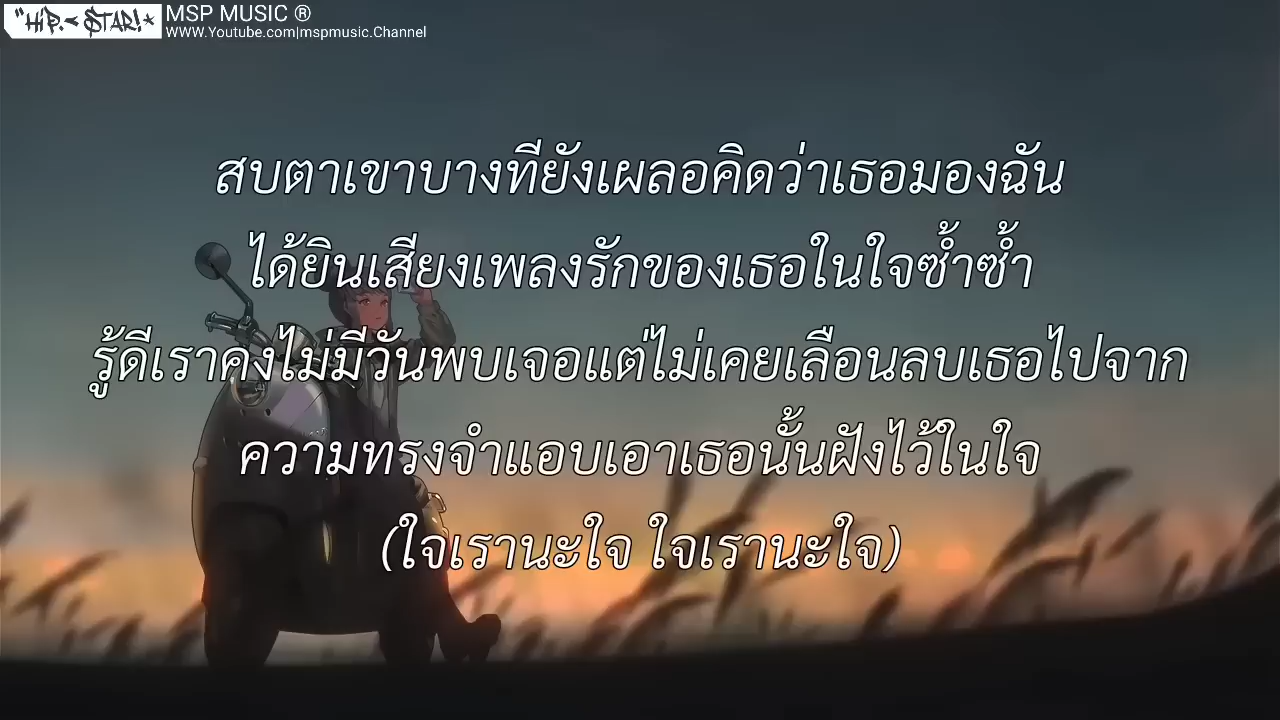 "HiP.< STAR!*
MSP MUSIC ®
WWW.Youtube.com|mspmusic.Channel
สบตาเขาบางทียังเผลอคิดว่าเธอมองฉัน
ได้ยินเสียงเพลงรักของเธอในใจซ้ำซ้ำ
รู้ดีเราคงไม่มีวันพบเจอแต่ไม่เคยเลือนลบเธอไปจาก
ความทรงจำแอบเอาเธอนั้นฝังไว้ในใจ
(ใจเรานะใจ ใจเรานะใจ)